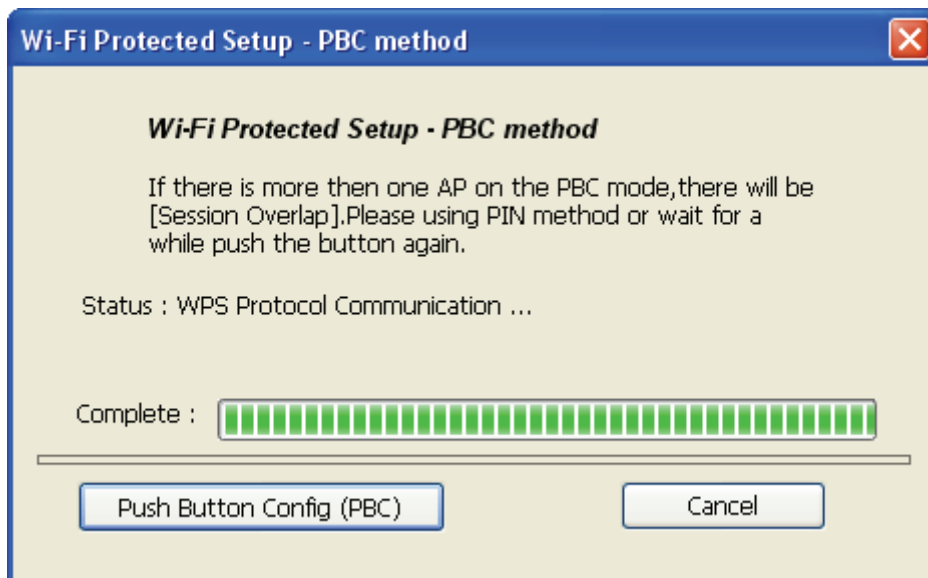 Wi-Fi Protected Setup - PBC method
Wi-Fi Protected Setup - PBC method
If there is more then one AP on the PBC mode,there will be
[Session Overlap].Please using PIN method or wait for a
while push the button again.
Status : WPS Protocol Communication ...
Complete :
Push Button Config (PBC)
Cancel